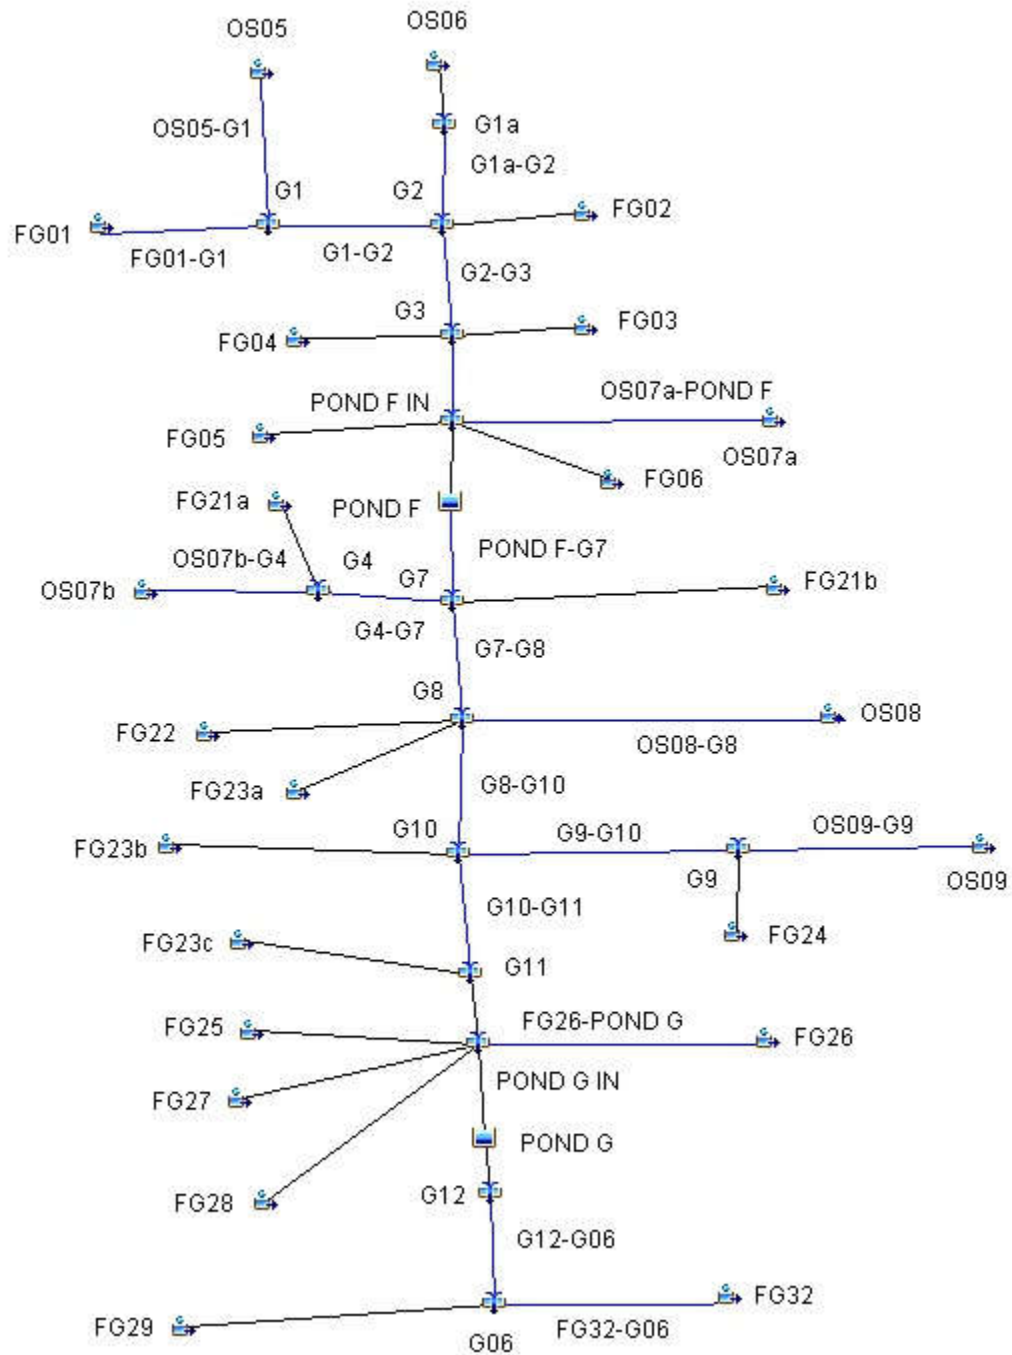 OS05
OS06
OS05-G1
G1a
G1a-G2
G1
G2
FG02
FG01
FG01-G1
G1-G2
G2-G3
G3
FG03
FG04
OS07a-POND F
POND F IN
FG05
OS07a
FG06
FG21a
POND F
POND F-G7
OS07b-G4
G4
G7
FG21b
OS07b
G4-G7
G7-G8
G8
OS08
FG22
OS08-G8
FG23a
G8-G10
G10
G9-G10
OS09-G9
FG23b
G9
OS09
G10-G11
FG23c
FG24
G11
FG26-POND G
FG25
FG26
POND G IN
FG27
POND G
G12
FG28
G12-G06
FG32
FG29
FG32-G06
G06